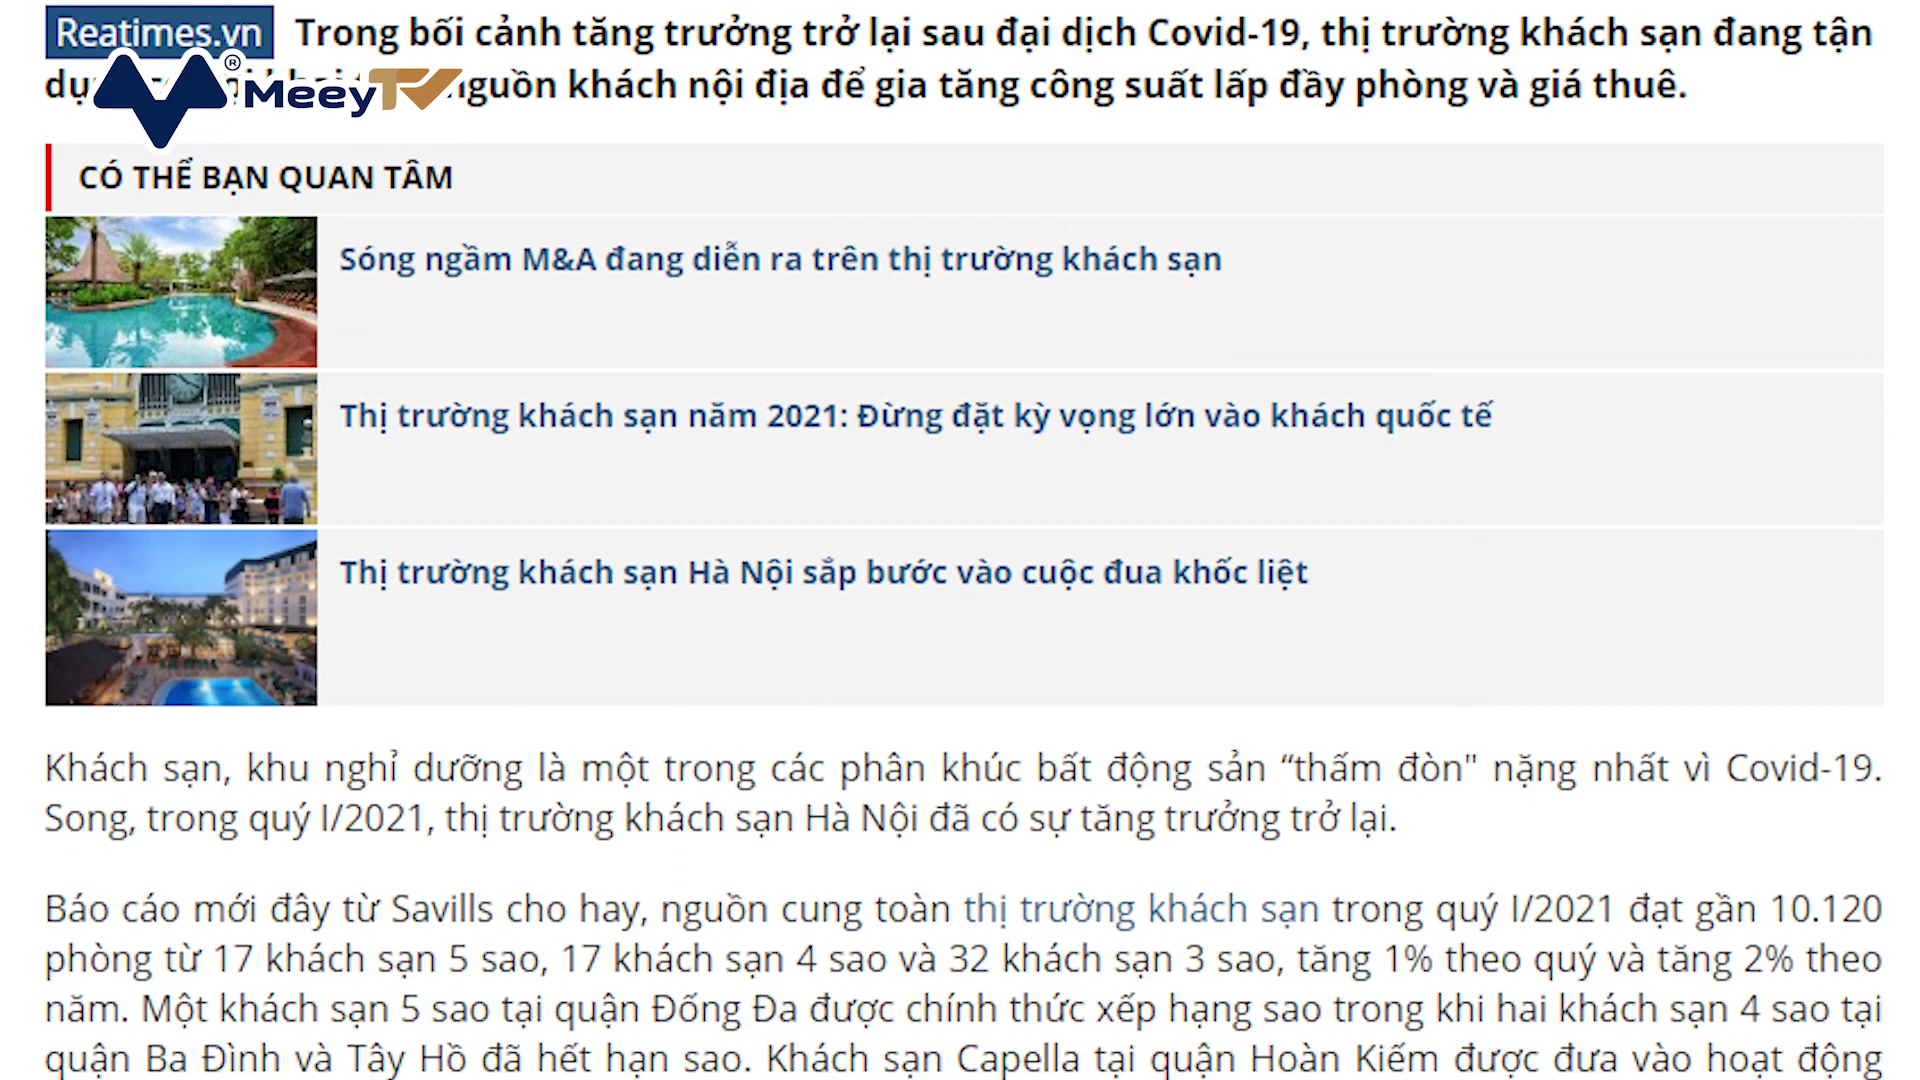 Reatimes.vn Trong bối cảnh tăng trưởng trở lại sau đại dịch Covid-19, thị trường khách sạn đang tận
nguồn khách nội địa để gia tăng công suất lấp đầy phòng và giá thuê.
® MeeyTV
CÓ THỂ BẠN QUAN TÂM
Sóng ngầm M&A đang diễn ra trên thị trường khách sạn
Thị trường khách sạn năm 2021: Đừng đặt kỳ vọng lớn vào khách quốc tế
Thị trường khách sạn Hà Nội sắp bước vào cuộc đua khốc liệt
Khách sạn, khu nghỉ dưỡng là một trong các phân khúc bất động sản “thấm đòn" nặng nhất vì Covid-19.
Song, trong quý I/2021, thị trường khách sạn Hà Nội đã có sự tăng trưởng trở lại.
Báo cáo mới đây từ Savills cho hay, nguồn cung toàn thị trường khách sạn trong quý I/2021 đạt gần 10.120
phòng từ 17 khách sạn 5 sao, 17 khách sạn 4 sao và 32 khách sạn 3 sao, tăng 1% theo quý và tăng 2% theo
năm. Một khách sạn 5 sao tại quận Đống Đa được chính thức xếp hạng sao trong khi hai khách sạn 4 sao tại
quận Ba Đình và Tây Hồ đã hết hạn sao. Khách sạn Capella tại quận Hoàn Kiếm được đưa vào hoạt động